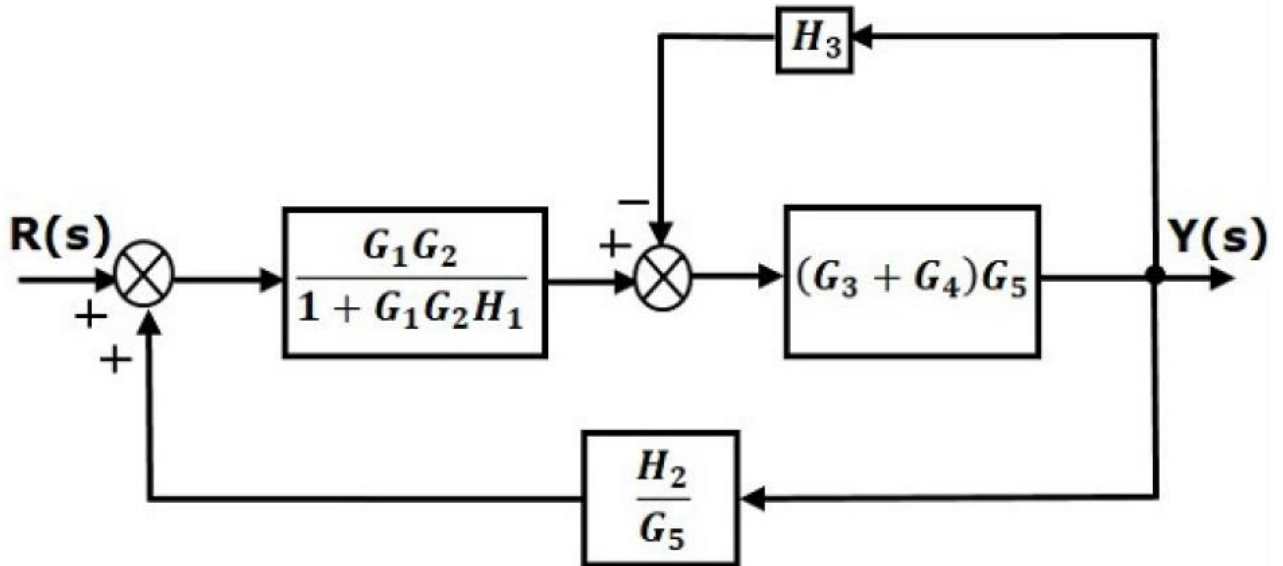 H₃
−
R(s)
+
+
G₁G₂
1 + G₁G₂H₁
+
(G₃ + G₄)G₅
Y(s)
H₂
G₅